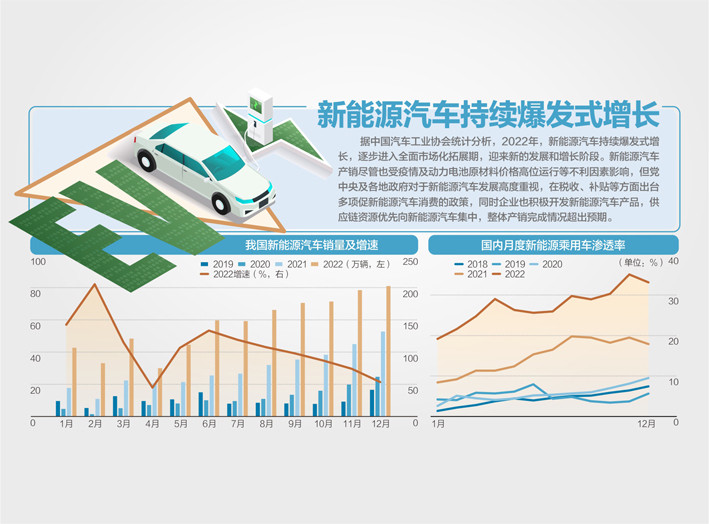 新能源汽车持续爆发式增长
据中国汽车工业协会统计分析，2022年，新能源汽车持续爆发式增
长，逐步进入全面市场化拓展期，迎来新的发展和增长阶段。新能源汽车
产销尽管也受疫情及动力电池原材料价格高位运行等不利因素影响，但党
中央及各地政府对于新能源汽车发展高度重视，在税收、补贴等方面出台
多项促新能源汽车消费的政策，同时企业也积极开发新能源汽车产品，供
应链资源优先向新能源汽车集中，整体产销完成情况超出预期。
EV
我国新能源汽车销量及增速
100
250
2019 2020 2021 2022（万辆，左）
2022增速（%，右）
80
200
60
150
40
100
20
50
0
0
1月 2月 3月 4月 5月 6月 7月 8月 9月 10月 11月 12月
国内月度新能源乘用车渗透率
2018 2019 2020
（单位：%）
40
2021 2022
30
20
10
0
1月 12月